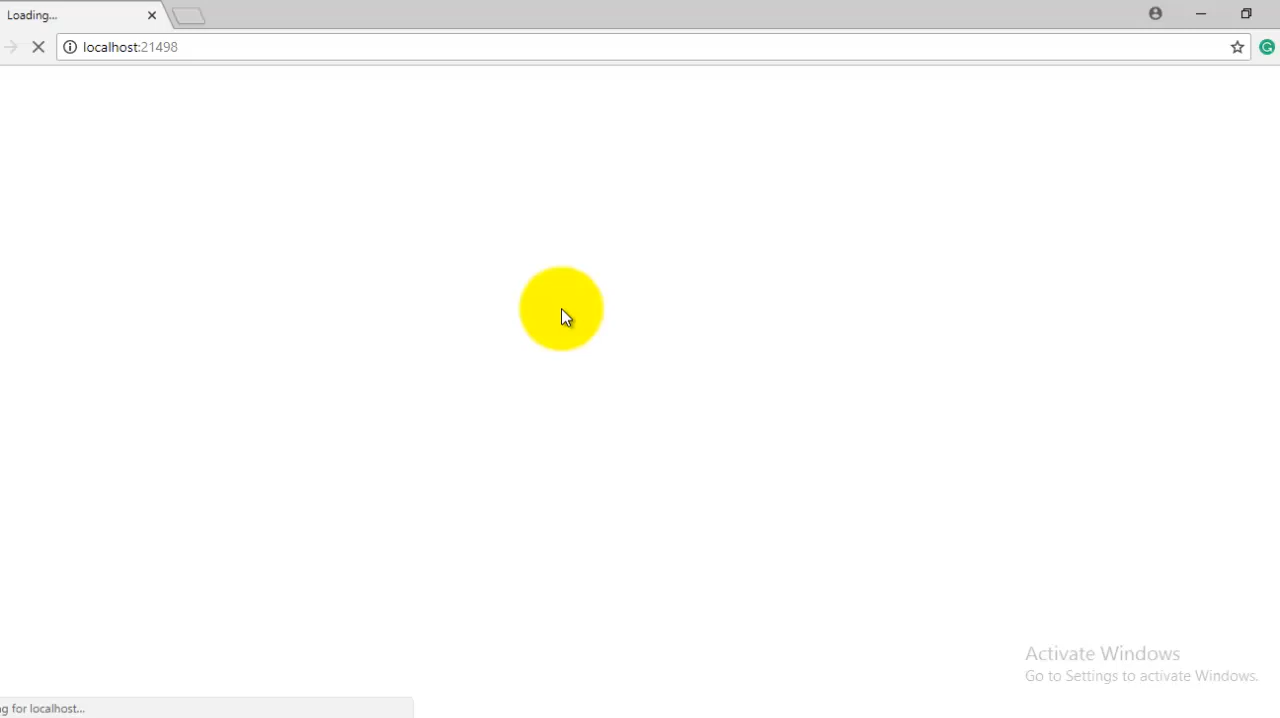 Loading...
localhost:21498
Activate Windows
Go to Settings to activate Windows.
g for localhost...